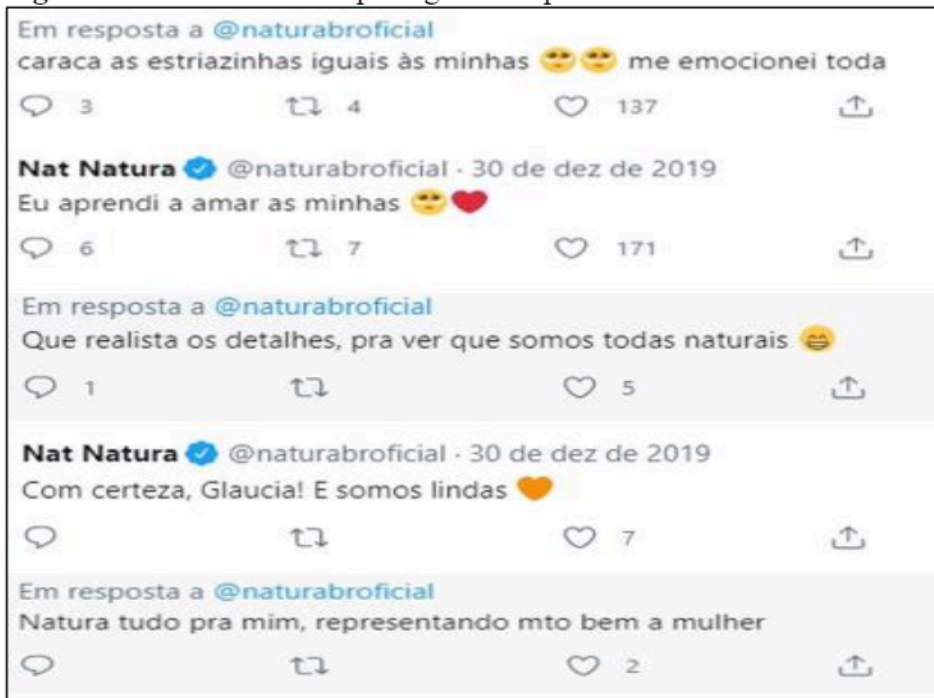 Em resposta a @naturabroficial
caraca as estriazinhas iguais às minhas 🥺🥺 me emocionei toda
3 4 137
Nat Natura @naturabroficial · 30 de dez de 2019
Eu aprendi a amar as minhas 🥺❤️
6 7 171
Em resposta a @naturabroficial
Que realista os detalhes, pra ver que somos todas naturais 😁
1 5
Nat Natura @naturabroficial · 30 de dez de 2019
Com certeza, Glaucia! E somos lindas 🧡
7
Em resposta a @naturabroficial
Natura tudo pra mim, representando mto bem a mulher
2